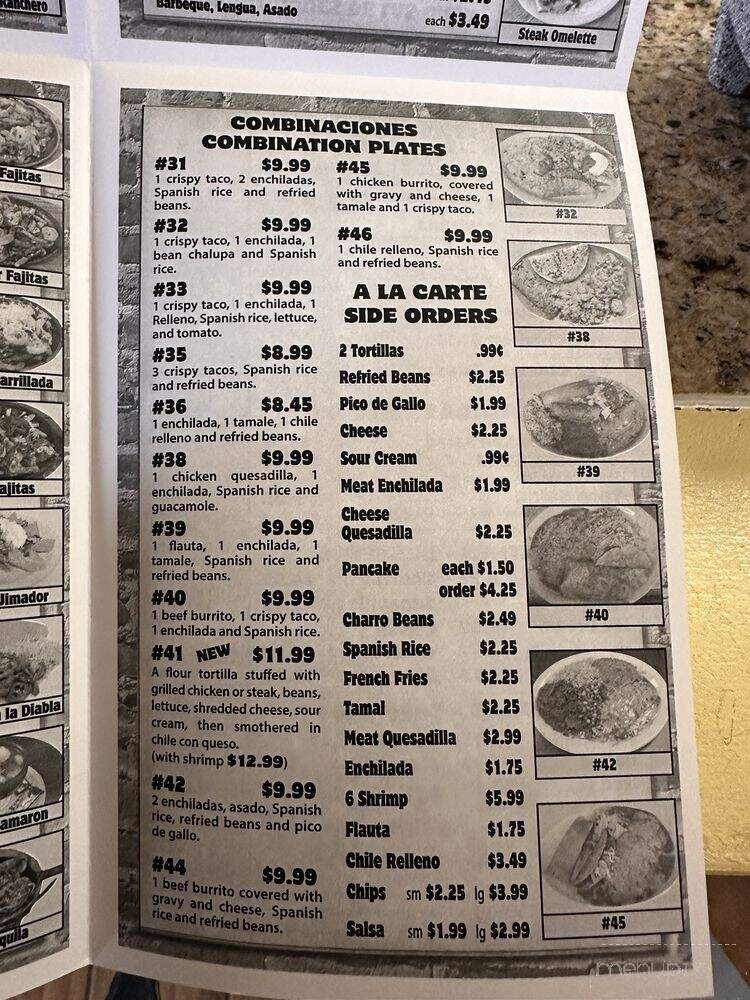 Ranchero
Barbeque, Lengua, Asado
each $3.49
Steak Omelette
Fajitas
Fajitas
arrillada
ajitas
Jimador
a la Diabla
amaron
quila
COMBINACIONES
COMBINATION PLATES
#31 $9.99
1 crispy taco, 2 enchiladas,
Spanish rice and refried
beans.
#32 $9.99
1 crispy taco, 1 enchilada, 1
bean chalupa and Spanish
rice.
#33 $9.99
1 crispy taco, 1 enchilada, 1
Relleno, Spanish rice, lettuce,
and tomato.
#35 $8.99
3 crispy tacos, Spanish rice
and refried beans.
#36 $8.45
1 enchilada, 1 tamale, 1 chile
relleno and refried beans.
#38 $9.99
1 chicken quesadilla, 1
enchilada, Spanish rice and
guacamole.
#39 $9.99
1 flauta, 1 enchilada, 1
tamale, Spanish rice and
refried beans.
#40 $9.99
1 beef burrito, 1 crispy taco,
1 enchilada and Spanish rice.
#41 NEW $11.99
A flour tortilla stuffed with
grilled chicken or steak, beans,
lettuce, shredded cheese, sour
cream, then smothered in
chile con queso.
(with shrimp $12.99)
#42 $9.99
2 enchiladas, asado, Spanish
rice, refried beans and pico
de gallo.
#44 $9.99
1 beef burrito covered with
gravy and cheese, Spanish
rice and refried beans.
#45 $9.99
1 chicken burrito, covered
with gravy and cheese, 1
tamale and 1 crispy taco.
#46 $9.99
1 chile relleno, Spanish rice
and refried beans.
A LA CARTE
SIDE ORDERS
2 Tortillas .99¢
Refried Beans $2.25
Pico de Gallo $1.99
Cheese $2.25
Sour Cream .99¢
Meat Enchilada $1.99
Cheese
Quesadilla $2.25
Pancake each $1.50
order $4.25
Charro Beans $2.49
Spanish Rice $2.25
French Fries $2.25
Tamal $2.25
Meat Quesadilla $2.99
Enchilada $1.75
6 Shrimp $5.99
Flauta $1.75
Chile Relleno $3.49
Chips sm $2.25 lg $3.99
Salsa sm $1.99 lg $2.99
#32
#38
#39
#40
#42
#45
menupix